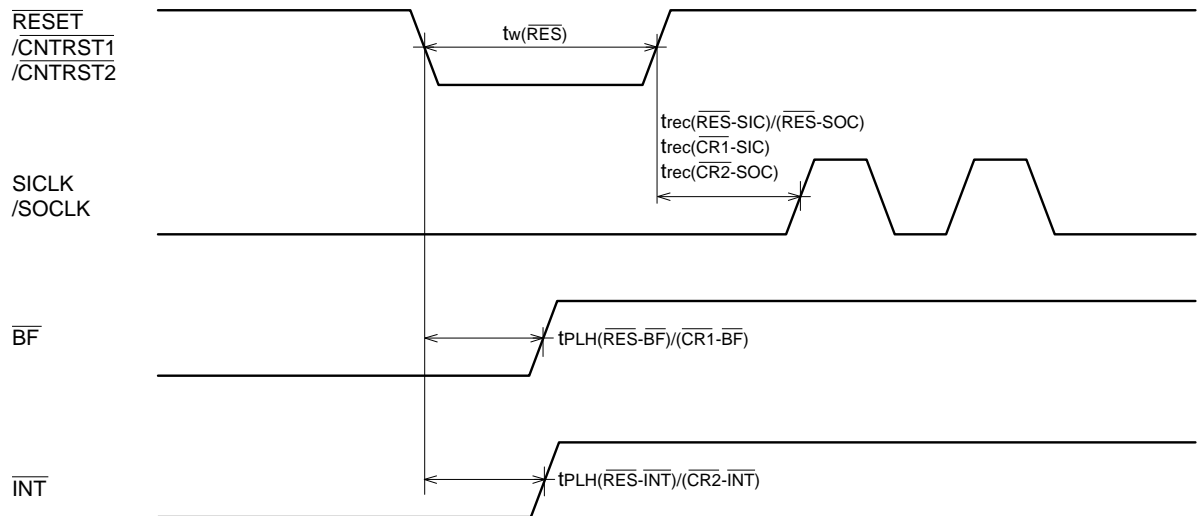 RESET
/CNTRST1
/CNTRST2
tw(RES)
trec(RES-SIC)/(RES-SOC)
trec(CR1-SIC)
trec(CR2-SOC)
SICLK
/SOCLK
BF
tPLH(RES-BF)/(CR1-BF)
INT
tPLH(RES-INT)/(CR2-INT)